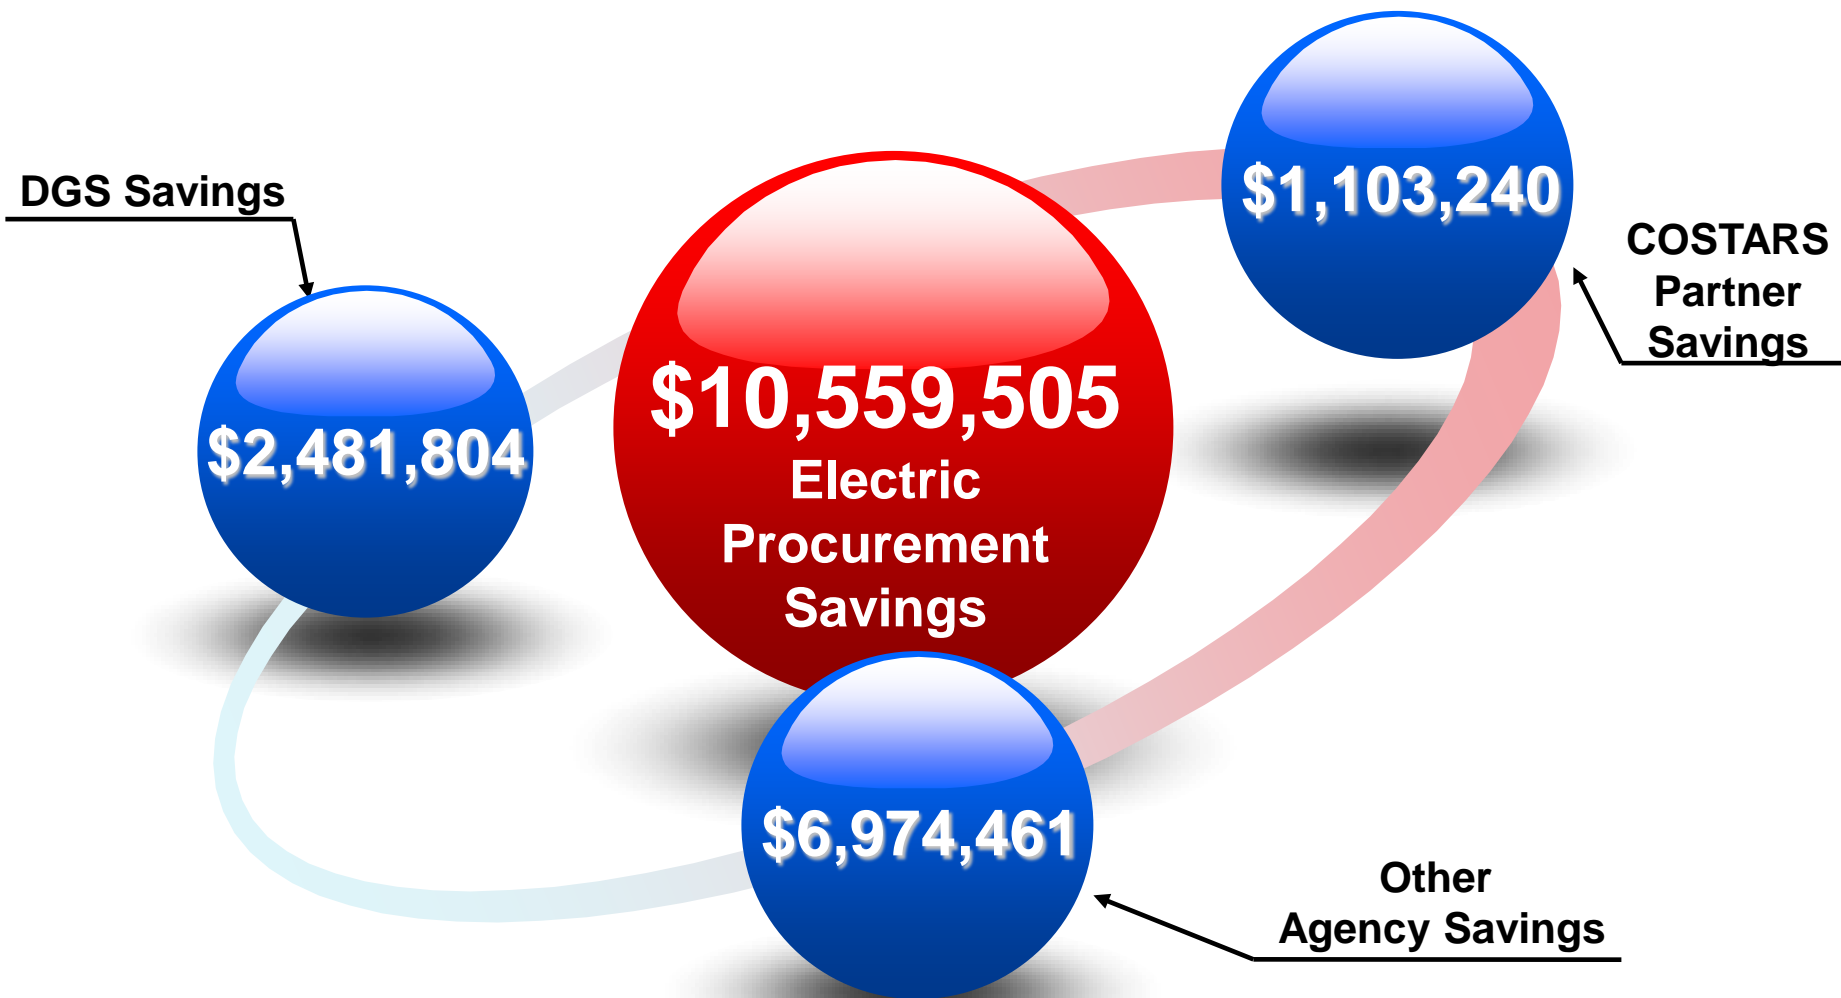 DGS Savings
$2,481,804
$10,559,505
Electric
Procurement
Savings
$1,103,240
COSTARS
Partner
Savings
$6,974,461
Other
Agency Savings